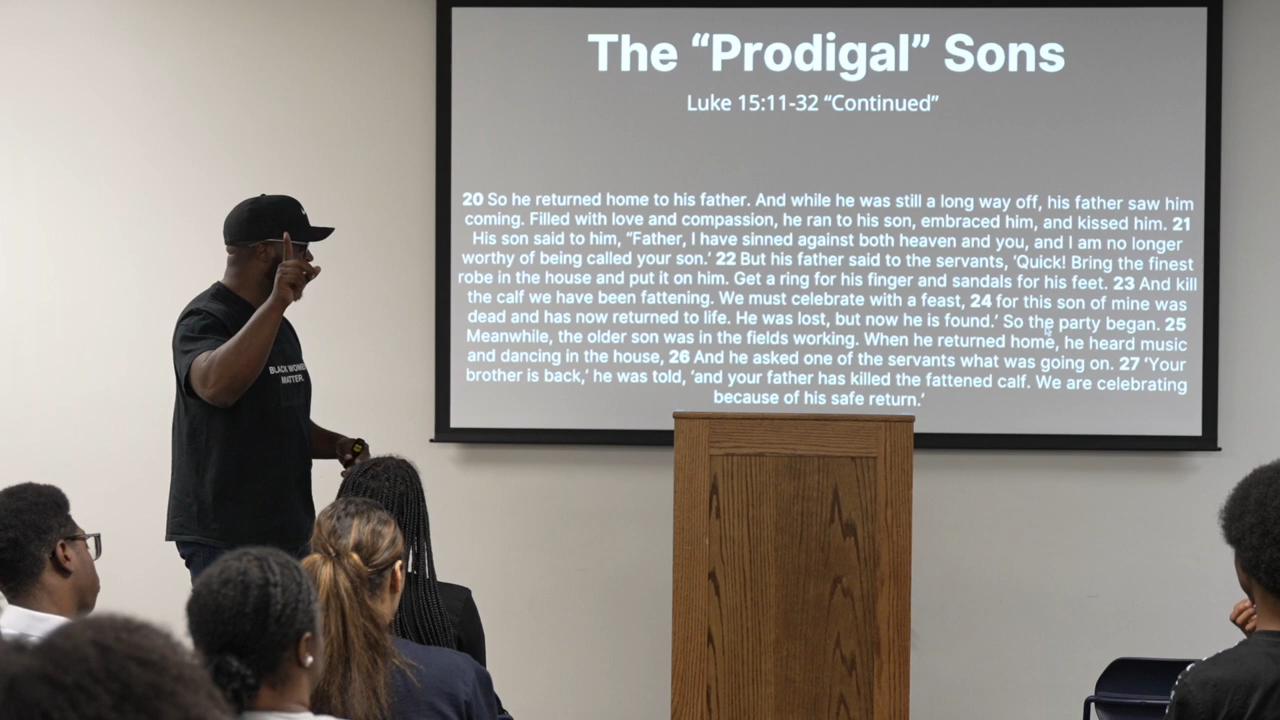 The “Prodigal” Sons
Luke 15:11-32 “Continued”
20 So he returned home to his father. And while he was still a long way off, his father saw him
coming. Filled with love and compassion, he ran to his son, embraced him, and kissed him. 21
His son said to him, “Father, I have sinned against both heaven and you, and I am no longer
worthy of being called your son.’ 22 But his father said to the servants, ‘Quick! Bring the finest
robe in the house and put it on him. Get a ring for his finger and sandals for his feet. 23 And kill
the calf we have been fattening. We must celebrate with a feast, 24 for this son of mine was
dead and has now returned to life. He was lost, but now he is found.’ So the party began. 25
Meanwhile, the older son was in the fields working. When he returned home, he heard music
and dancing in the house, 26 And he asked one of the servants what was going on. 27 ‘Your
brother is back,’ he was told, ‘and your father has killed the fattened calf. We are celebrating
because of his safe return.’
BLACK WOME
MATTER.